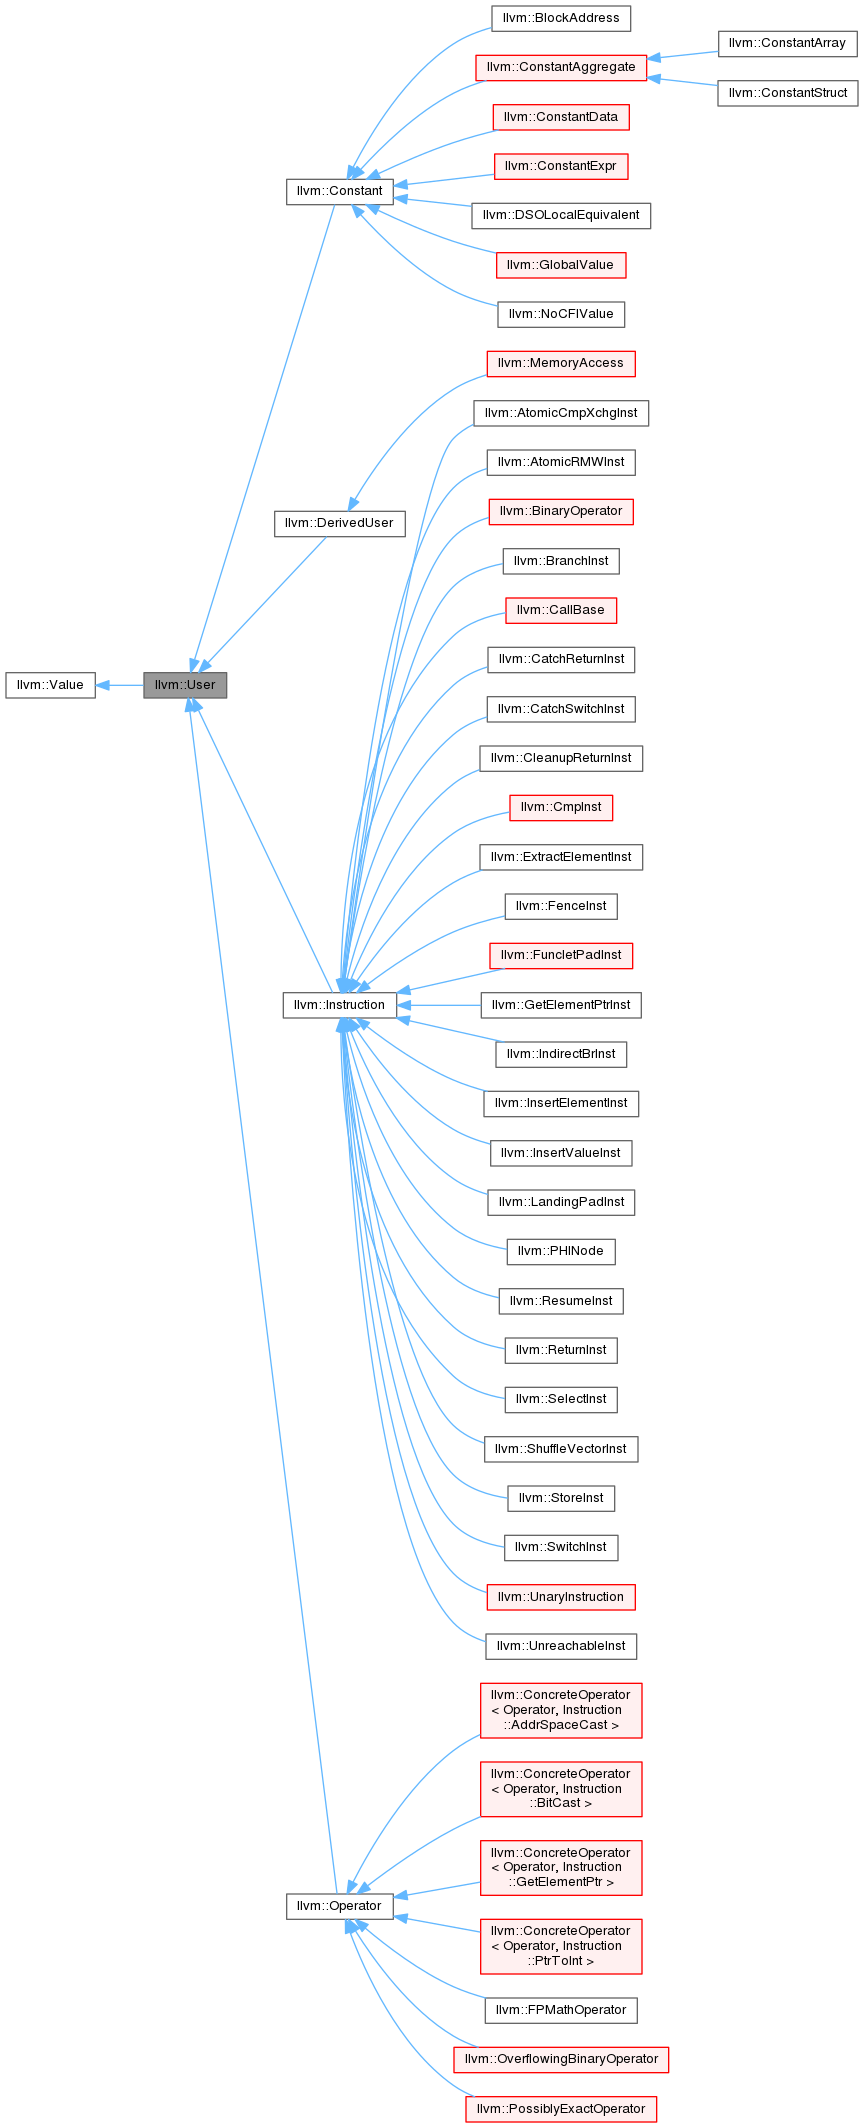 llvm::BlockAddress
llvm::ConstantArray
llvm::ConstantAggregate
llvm::ConstantStruct
llvm::ConstantData
llvm::ConstantExpr
llvm::Constant
llvm::DSOLocalEquivalent
llvm::GlobalValue
llvm::NoCFIValue
llvm::MemoryAccess
llvm::AtomicCmpXchgInst
llvm::AtomicRMWInst
llvm::BinaryOperator
llvm::DerivedUser
llvm::BranchInst
llvm::CallBase
llvm::CatchReturnInst
llvm::Value
llvm::User
llvm::CatchSwitchInst
llvm::CleanupReturnInst
llvm::CmpInst
llvm::ExtractElementInst
llvm::FenceInst
llvm::FuncletPadInst
llvm::Instruction
llvm::GetElementPtrInst
llvm::IndirectBrInst
llvm::InsertElementInst
llvm::InsertValueInst
llvm::LandingPadInst
llvm::PHINode
llvm::ResumeInst
llvm::ReturnInst
llvm::SelectInst
llvm::ShuffleVectorInst
llvm::StoreInst
llvm::SwitchInst
llvm::UnaryInstruction
llvm::UnreachableInst
llvm::ConcreteOperator
< Operator, Instruction
::AddrSpaceCast >
llvm::ConcreteOperator
< Operator, Instruction
::BitCast >
llvm::ConcreteOperator
< Operator, Instruction
::GetElementPtr >
llvm::Operator
llvm::ConcreteOperator
< Operator, Instruction
::PtrToInt >
llvm::FPMathOperator
llvm::OverflowingBinaryOperator
llvm::PossiblyExactOperator